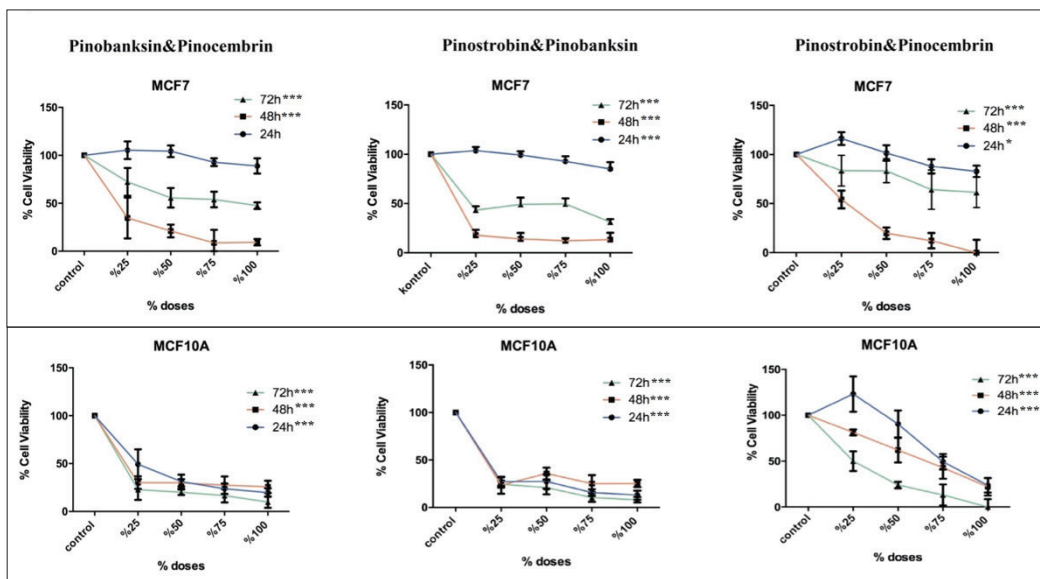 Pinobanksin&Pinocembrin
MCF7
72h***
48h***
24h
150
100
50
0
% Cell Viability
control
%25
%50
%75
%100
% doses
Pinostrobin&Pinobanksin
MCF7
72h***
48h***
24h***
150
100
50
0
% Cell Viability
kontrol
%25
%50
%75
%100
% doses
Pinostrobin&Pinocembrin
MCF7
72h***
48h***
24h*
150
100
50
0
% Cell Viability
control
%25
%50
%75
%100
% doses
MCF10A
72h***
48h***
24h***
150
100
50
0
% Cell Viability
control
%25
%50
%75
%100
% doses
MCF10A
72h***
48h***
24h***
150
100
50
0
% Cell Viability
control
%25
%50
%75
%100
% doses
MCF10A
72h***
48h***
24h***
150
100
50
0
% Cell Viability
control
%25
%50
%75
%100
% doses